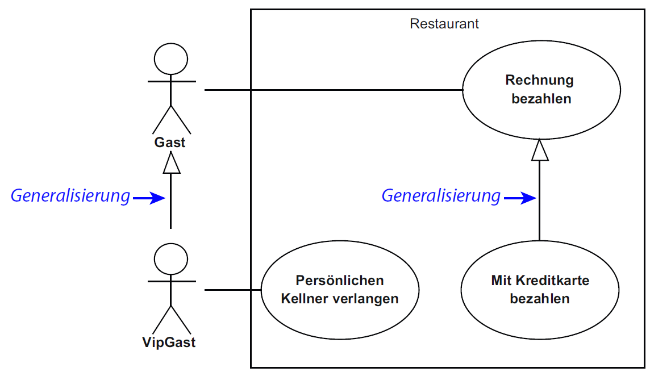 Restaurant
Rechnung
bezahlen
Gast
Generalisierung
Generalisierung
Persönlichen
Kellner verlangen
Mit Kreditkarte
bezahlen
VipGast